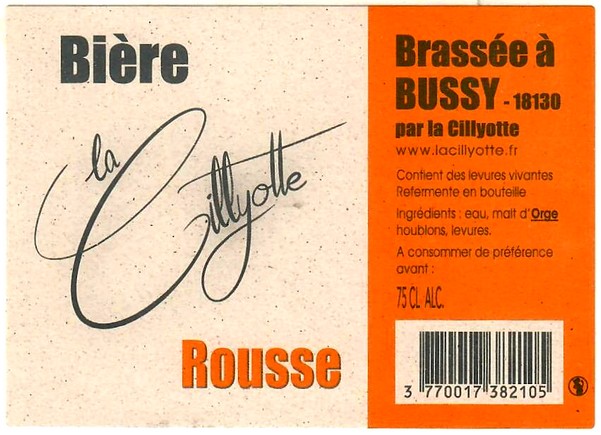 Bière
la
Cillyotte
Rousse
Brassée à
BUSSY - 18130
par la Cillyotte
www.lacillyotte.fr
Contient des levures vivantes
Refermente en bouteille
Ingrédients : eau, malt d'Orge
houblons, levures.
A consommer de préférence
avant :
75 CL ALC.
3 770017 382105